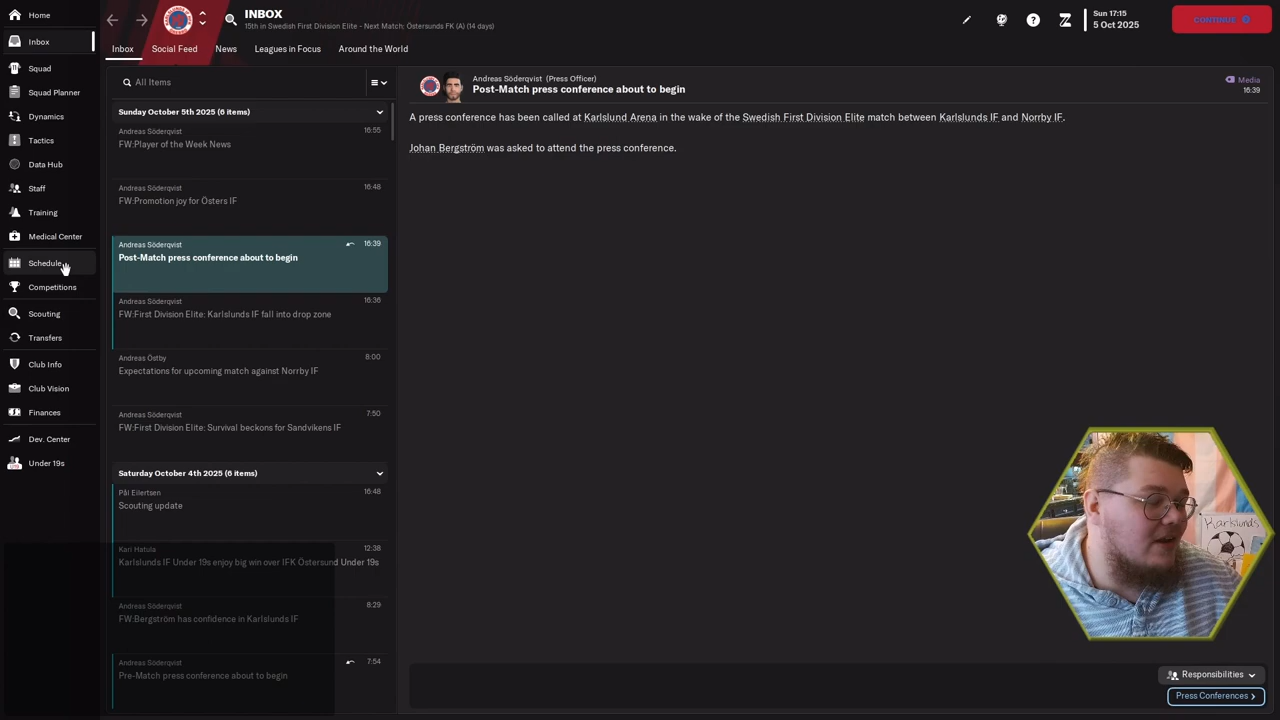 Home
Inbox
Squad
Squad Planner
Dynamics
Tactics
Data Hub
Staff
Training
Medical Center
Schedule
Competitions
Scouting
Transfers
Club Info
Club Vision
Finances
Dev. Center
Under 19s
INBOX
15th in Swedish First Division Elite - Next Match: Östersunds FK (A) (14 days)
Sun 17:15
5 Oct 2025
CONTINUE
Inbox
Social Feed
News
Leagues in Focus
Around the World
All Items
Sunday October 5th 2025 (6 items)
Andreas Söderqvist 16:55
FW:Player of the Week News
Andreas Söderqvist 16:48
FW:Promotion joy for Östers IF
Andreas Söderqvist 16:39
Post-Match press conference about to begin
Andreas Söderqvist 16:36
FW:First Division Elite: Karlslunds IF fall into drop zone
Andreas Östby 8:00
Expectations for upcoming match against Norrby IF
Andreas Söderqvist 7:50
FW:First Division Elite: Survival beckons for Sandvikens IF
Saturday October 4th 2025 (6 items)
Pål Eilertsen 16:48
Scouting update
Kari Hatula 12:38
Karlslunds IF Under 19s enjoy big win over IFK Östersund Under 19s
Andreas Söderqvist 8:29
FW:Bergström has confidence in Karlslunds IF
Andreas Söderqvist 7:54
Pre-Match press conference about to begin
Andreas Söderqvist (Press Officer)
Post-Match press conference about to begin
Media
16:39
A press conference has been called at Karlslund Arena in the wake of the Swedish First Division Elite match between Karlslunds IF and Norrby IF.
Johan Bergström was asked to attend the press conference.
Karlslunds
Responsibilities
Press Conferences